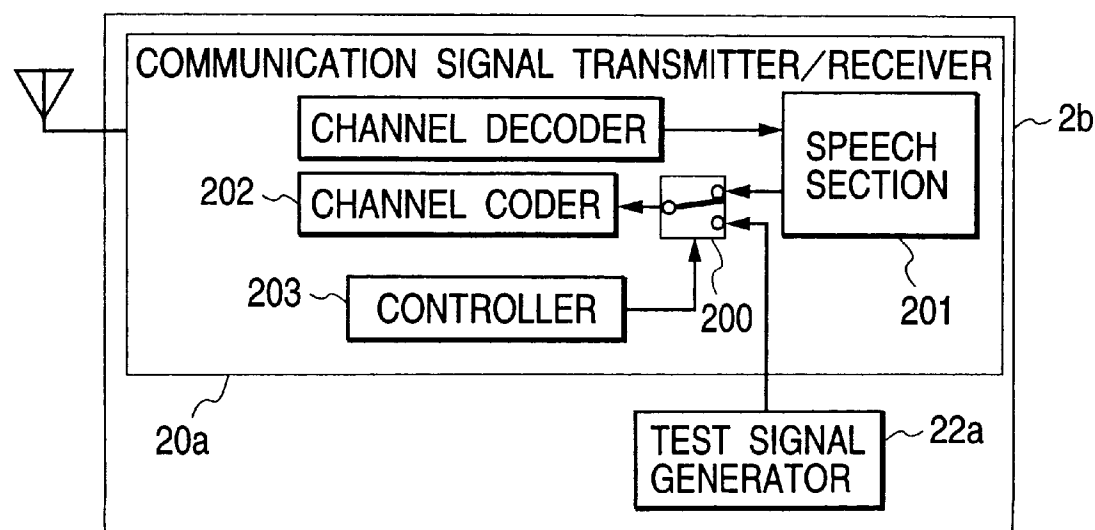 COMMUNICATION SIGNAL TRANSMITTER/RECEIVER
CHANNEL DECODER
SPEECH
SECTION
2b
202
CHANNEL CODER
203
CONTROLLER
200
201
20a
TEST SIGNAL
GENERATOR
22a